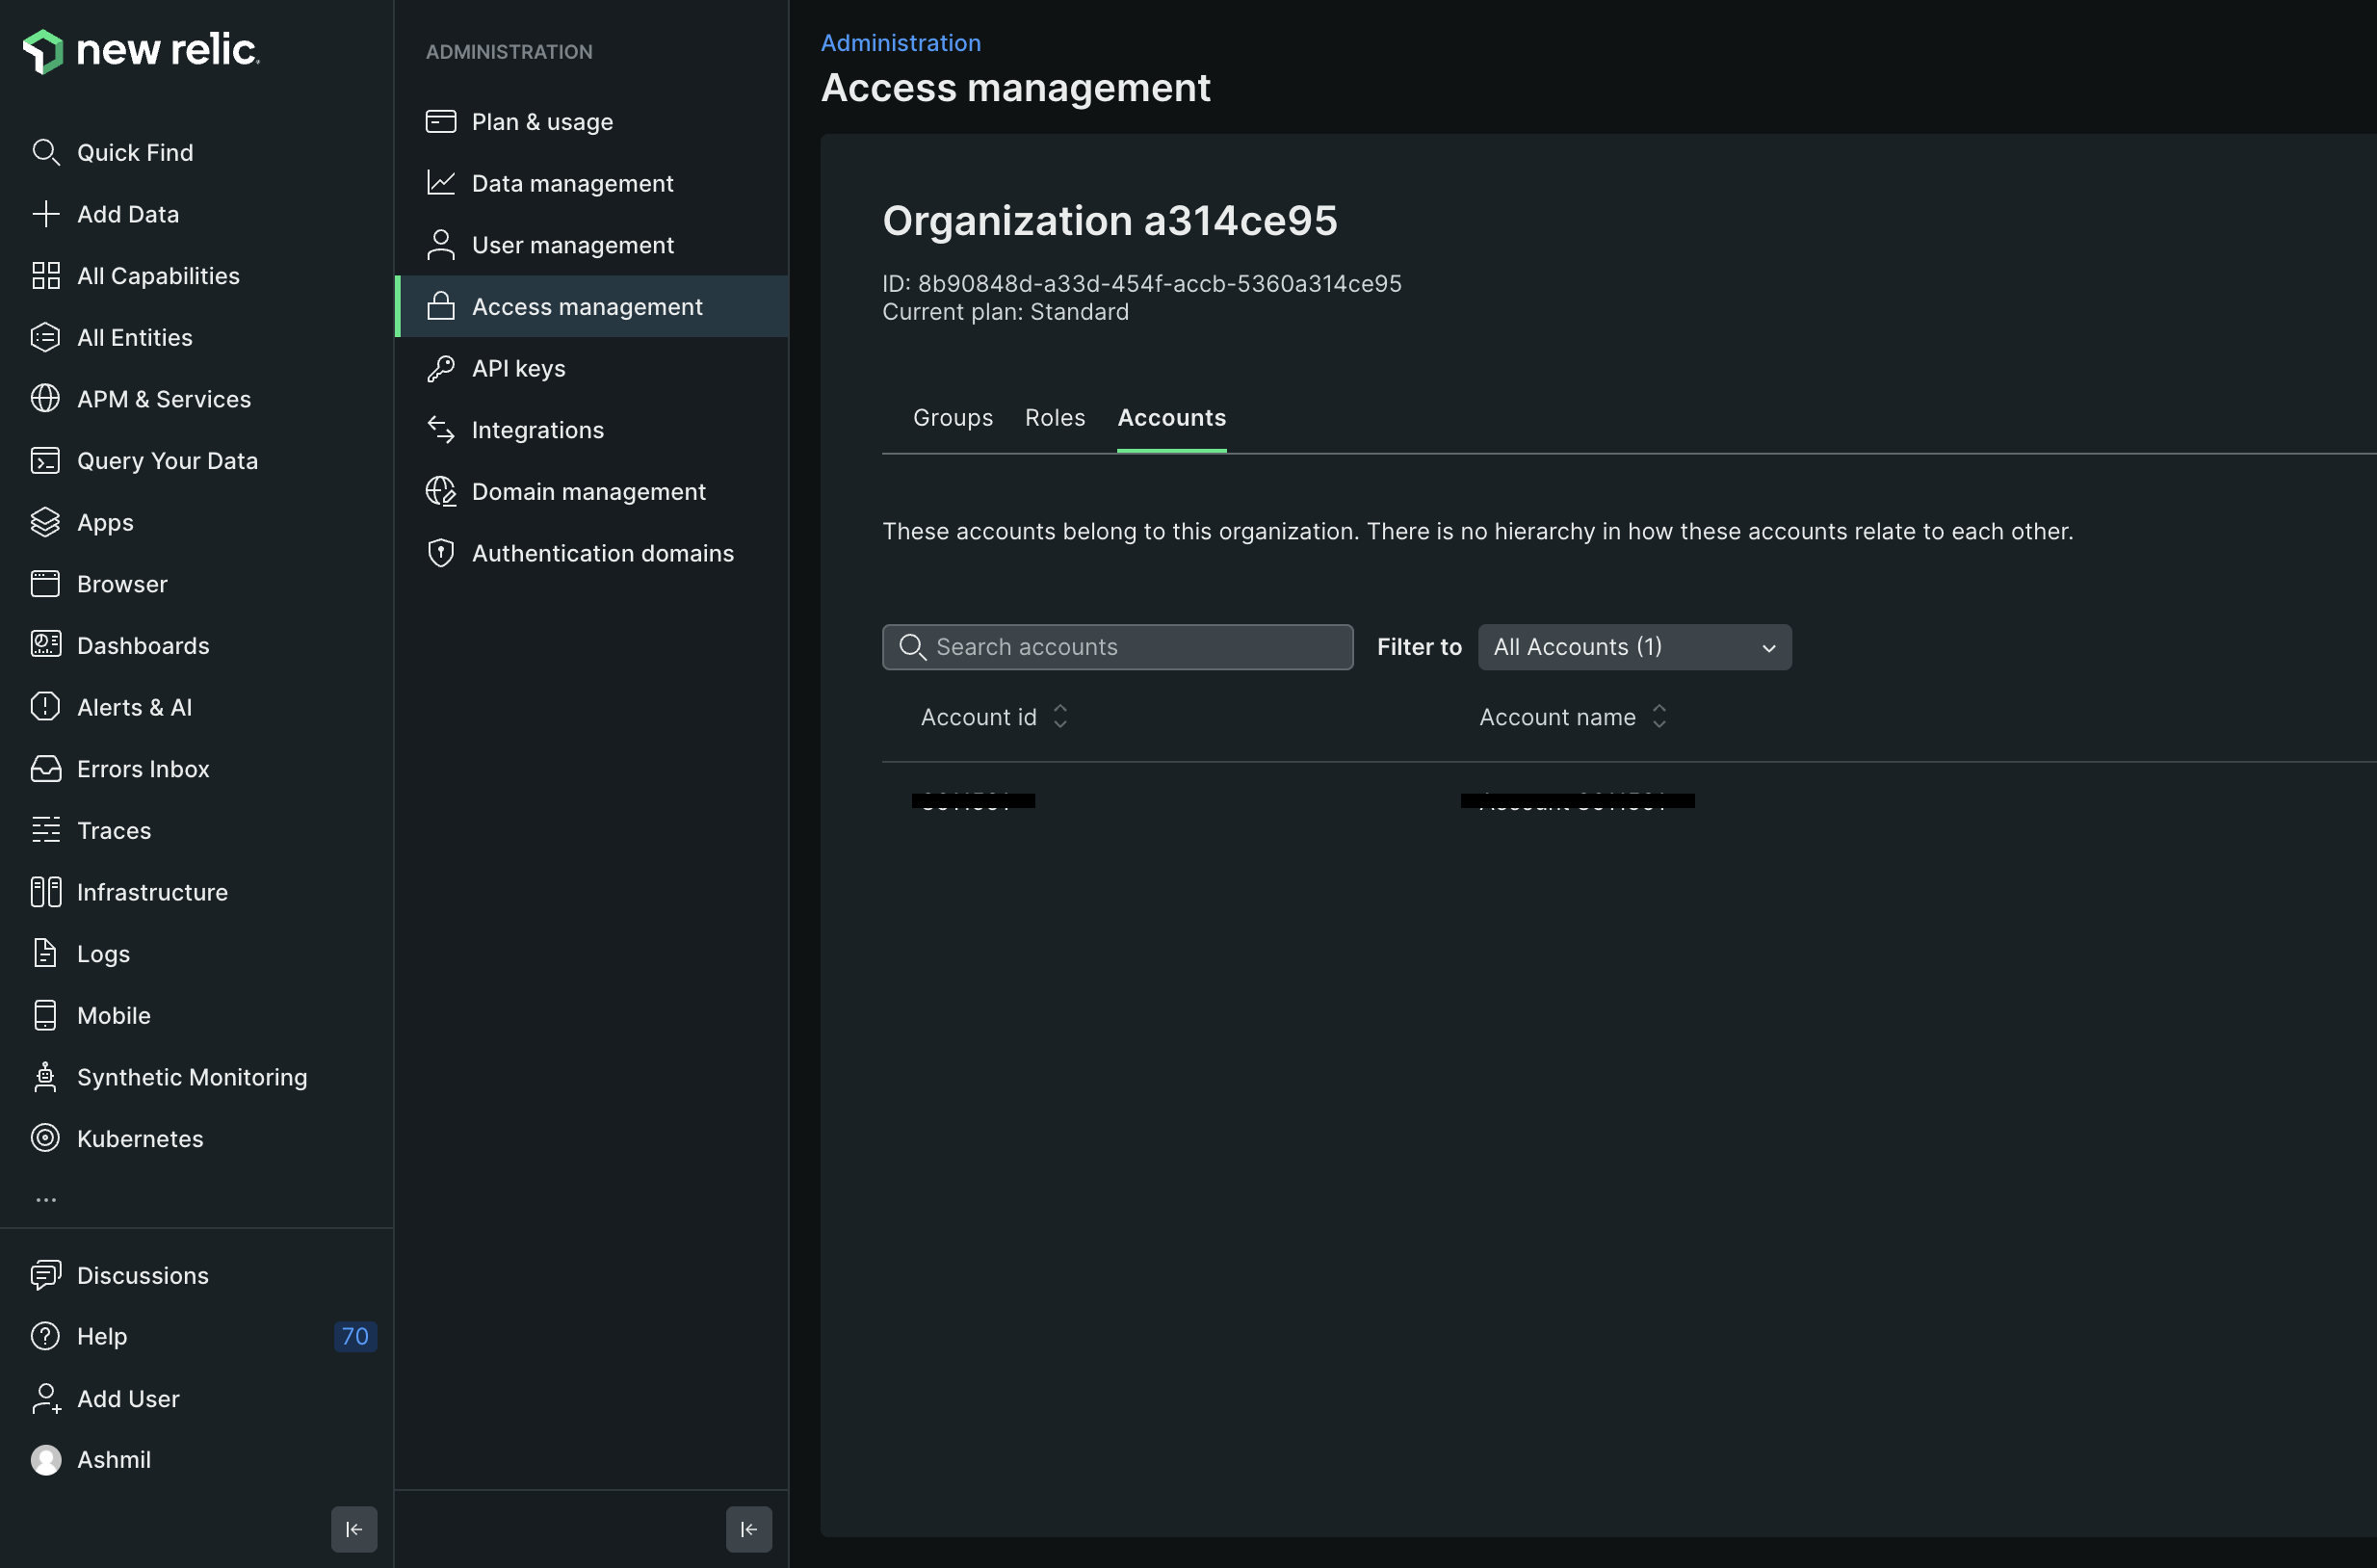 new relic
Quick Find
Add Data
All Capabilities
All Entities
APM & Services
Query Your Data
Apps
Browser
Dashboards
Alerts & AI
Errors Inbox
Traces
Infrastructure
Logs
Mobile
Synthetic Monitoring
Kubernetes
...
Discussions
Help 70
Add User
Ashmil
ADMINISTRATION
Plan & usage
Data management
User management
Access management
API keys
Integrations
Domain management
Authentication domains
Administration
Access management
Organization a314ce95
ID: 8b90848d-a33d-454f-accb-5360a314ce95
Current plan: Standard
Groups Roles Accounts
These accounts belong to this organization. There is no hierarchy in how these accounts relate to each other.
Search accounts Filter to All Accounts (1)
Account id Account name